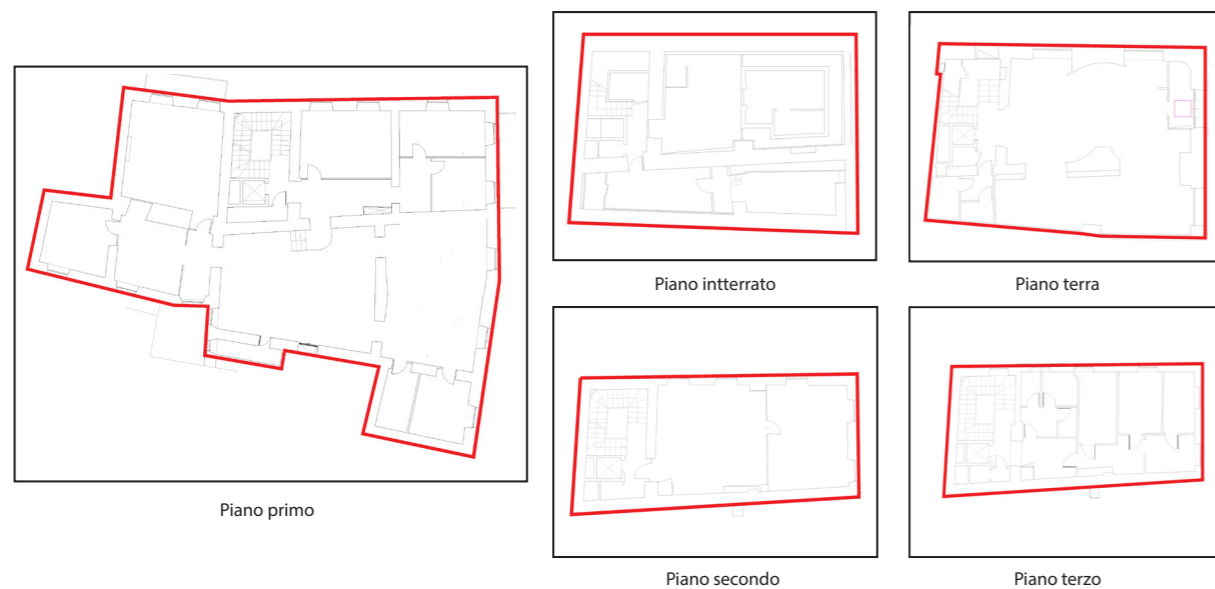 Piano primo
Piano intterrato
Piano terra
Piano secondo
Piano terzo